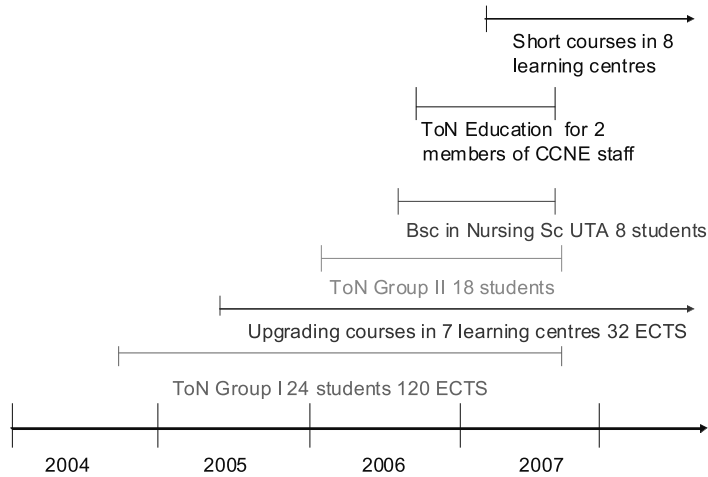 Short courses in 8
learning centres
ToN Education for 2
members of CCNE staff
Bsc in Nursing Sc UTA 8 students
ToN Group II 18 students
Upgrading courses in 7 learning centres 32 ECTS
ToN Group I 24 students 120 ECTS
2004 2005 2006 2007